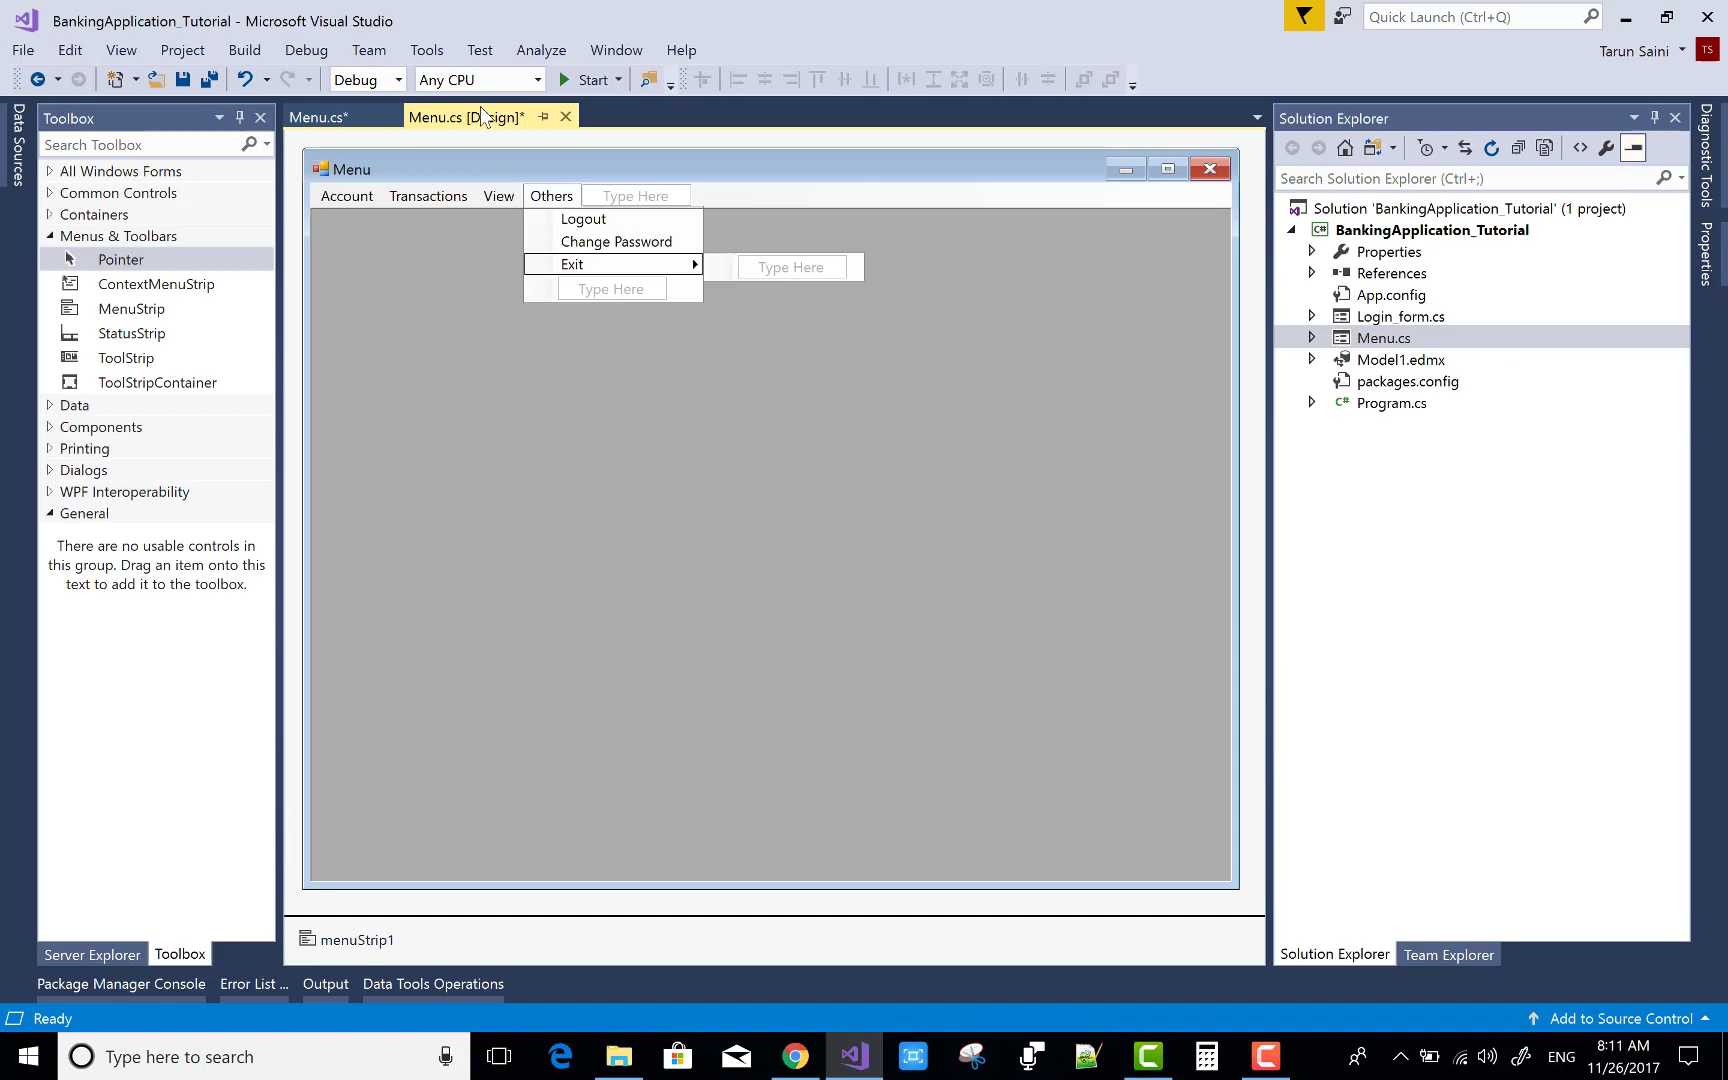 BankingApplication_Tutorial - Microsoft Visual Studio
Quick Launch (Ctrl+Q)
File Edit View Project Build Debug Team Tools Test Analyze Window Help
Tarun Saini TS
Debug Any CPU Start
Data Sources
Toolbox
Search Toolbox
All Windows Forms
Common Controls
Containers
Menus & Toolbars
Pointer
ContextMenuStrip
MenuStrip
StatusStrip
ToolStrip
ToolStripContainer
Data
Components
Printing
Dialogs
WPF Interoperability
General
There are no usable controls in
this group. Drag an item onto this
text to add it to the toolbox.
Server Explorer Toolbox
Menu.cs* Menu.cs [Design]*
Menu
Account Transactions View Others Type Here
Logout
Change Password
Exit Type Here
Type Here
menuStrip1
Solution Explorer
Search Solution Explorer (Ctrl+;)
Solution 'BankingApplication_Tutorial' (1 project)
BankingApplication_Tutorial
Properties
References
App.config
Login_form.cs
Menu.cs
Model1.edmx
packages.config
Program.cs
Solution Explorer Team Explorer
Diagnostic Tools
Properties
Package Manager Console Error List ... Output Data Tools Operations
Ready
Add to Source Control
Type here to search
ENG
8:11 AM
11/26/2017